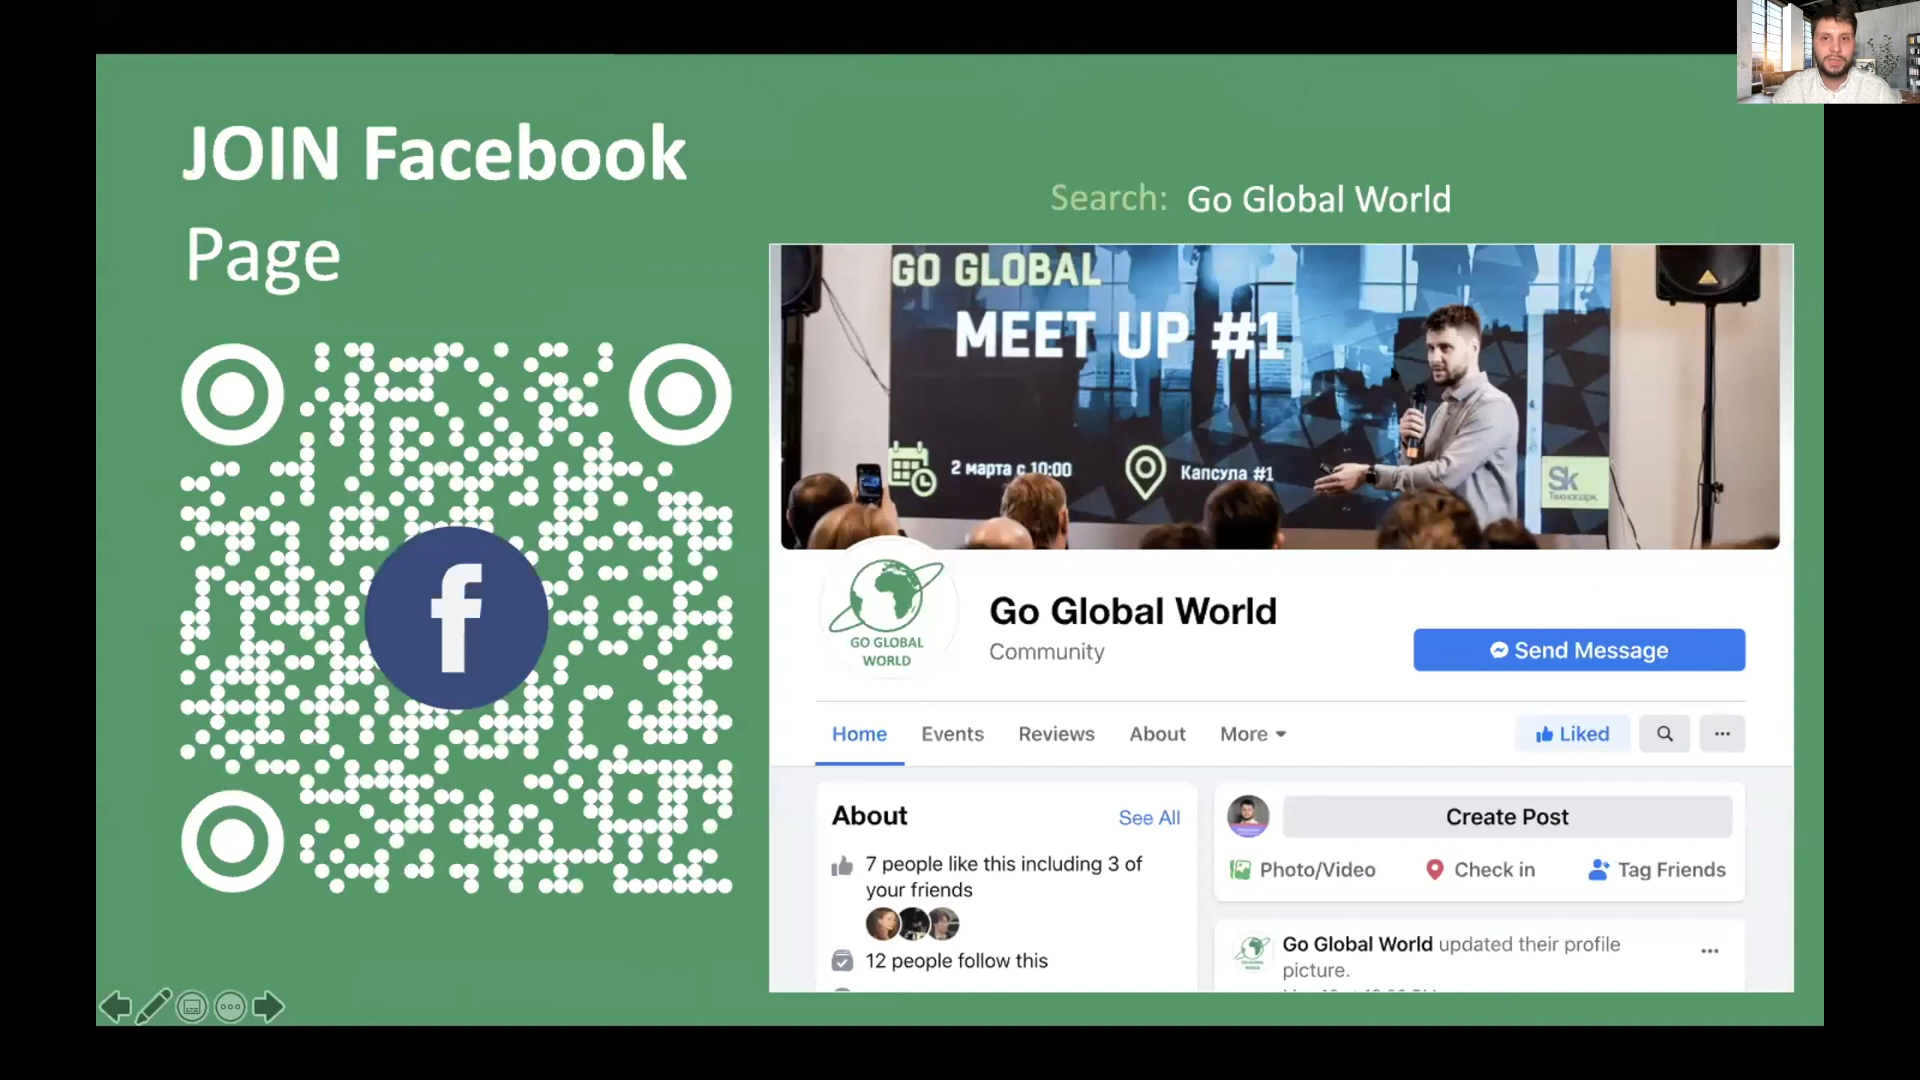 JOIN Facebook
Page
Search: Go Global World
GO GLOBAL
MEET UP #1
2 марта с 10:00
Капсула #1
Sk
Технопарк
GO GLOBAL
WORLD
Go Global World
Community
Send Message
Home
Events
Reviews
About
More
Liked
About
See All
7 people like this including 3 of
your friends
12 people follow this
Create Post
Photo/Video
Check in
Tag Friends
Go Global World updated their profile
picture.